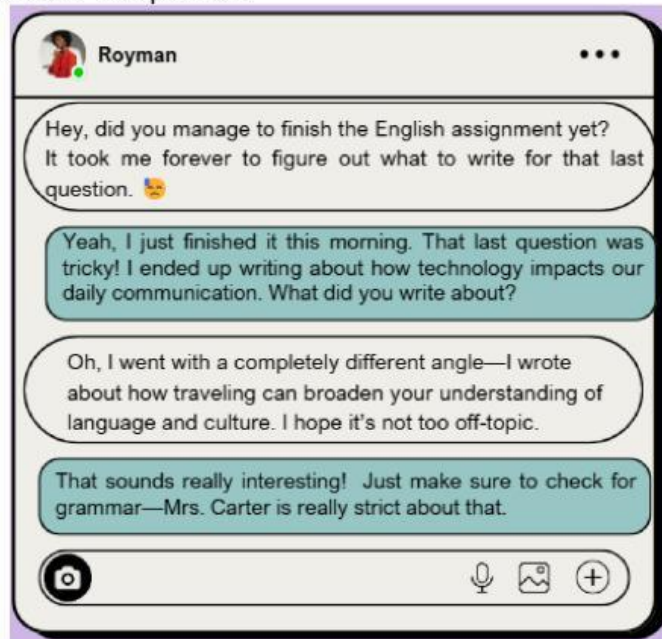 Royman
Hey, did you manage to finish the English assignment yet?
It took me forever to figure out what to write for that last
question. 😓
Yeah, I just finished it this morning. That last question was
tricky! I ended up writing about how technology impacts our
daily communication. What did you write about?
Oh, I went with a completely different angle—I wrote
about how traveling can broaden your understanding of
language and culture. I hope it's not too off-topic.
That sounds really interesting! Just make sure to check for
grammar—Mrs. Carter is really strict about that.